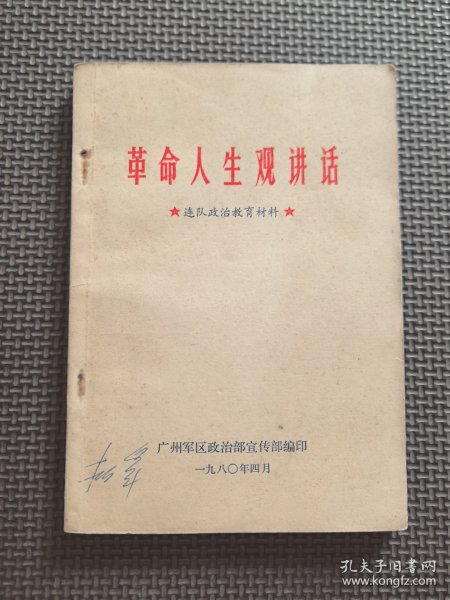 革命人生观讲话
★连队政治教育材料★
广州军区政治部宣传部编印
一九八〇年四月
孔夫子旧书网
www.kongfz.com